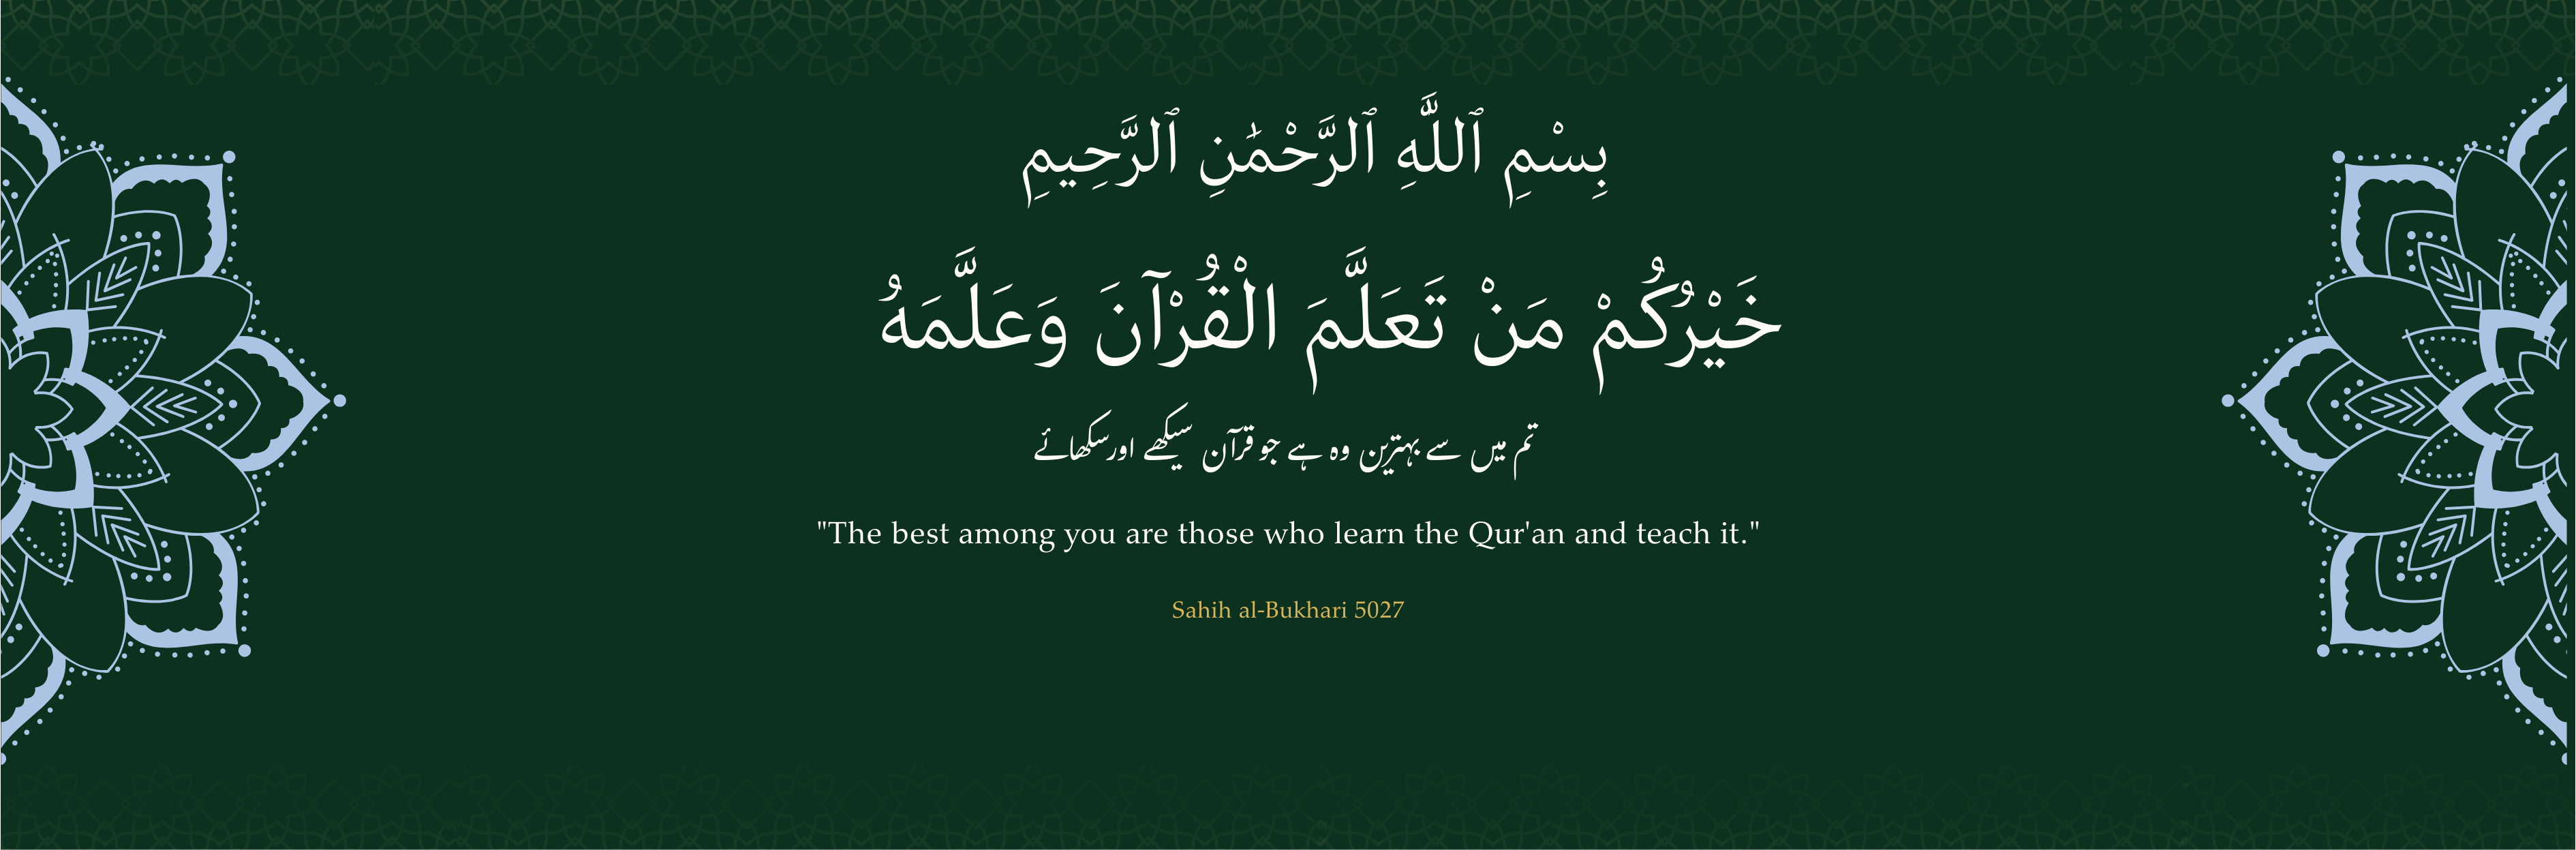 بِسْمِ ٱللَّهِ ٱلرَّحْمَٰنِ ٱلرَّحِيمِ
خَيْرُكُمْ مَنْ تَعَلَّمَ الْقُرْآنَ وَعَلَّمَهُ
تم میں سے بہترین وہ ہے جو قرآن سیکھے اور سکھائے
"The best among you are those who learn the Qur'an and teach it."
Sahih al-Bukhari 5027